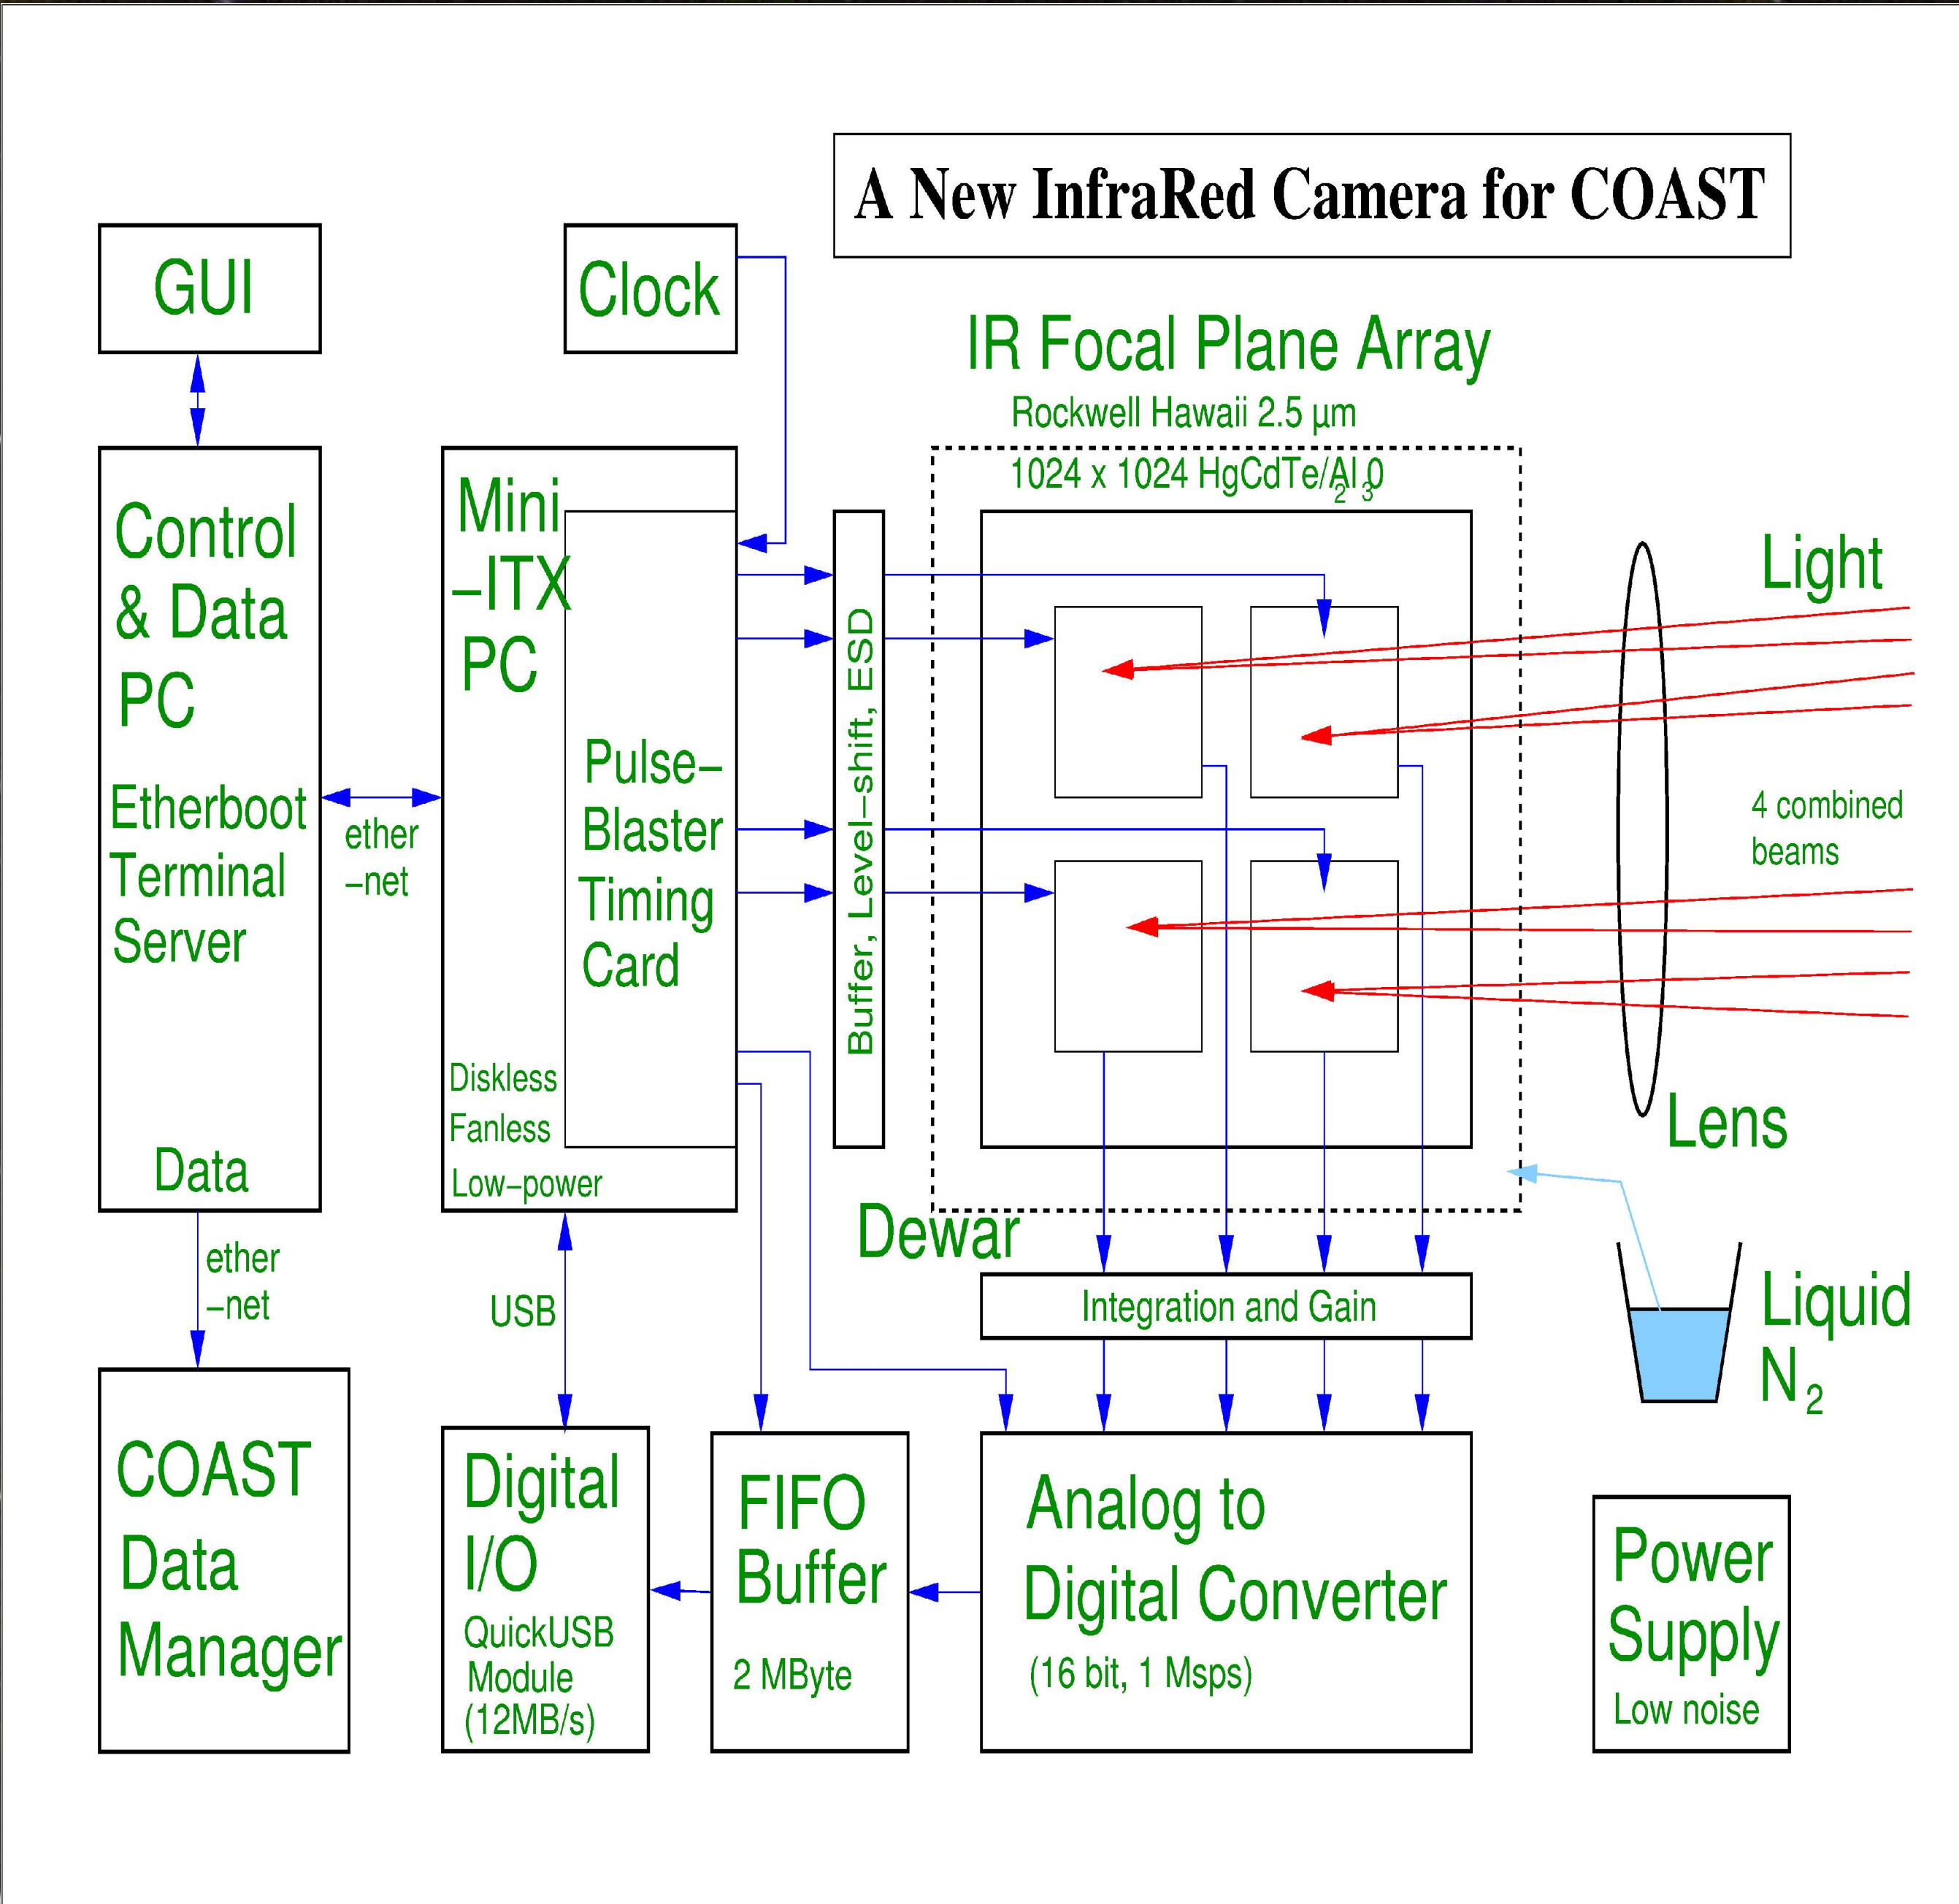 A New InfraRed Camera for COAST
GUI
Clock
IR Focal Plane Array
Rockwell Hawaii 2.5 µm
1024 x 1024 HgCdTe/Al2 03
Control
& Data
PC
Etherboot
Terminal
Server
Data
ether
–net
Mini
–ITX
PC
Pulse–
Blaster
Timing
Card
Diskless
Fanless
Low–power
Buffer, Level–shift, ESD
Light
4 combined
beams
Lens
Dewar
ether
–net
USB
Integration and Gain
Liquid
N2
COAST
Data
Manager
Digital
I/O
QuickUSB
Module
(12MB/s)
FIFO
Buffer
2 MByte
Analog to
Digital Converter
(16 bit, 1 Msps)
Power
Supply
Low noise